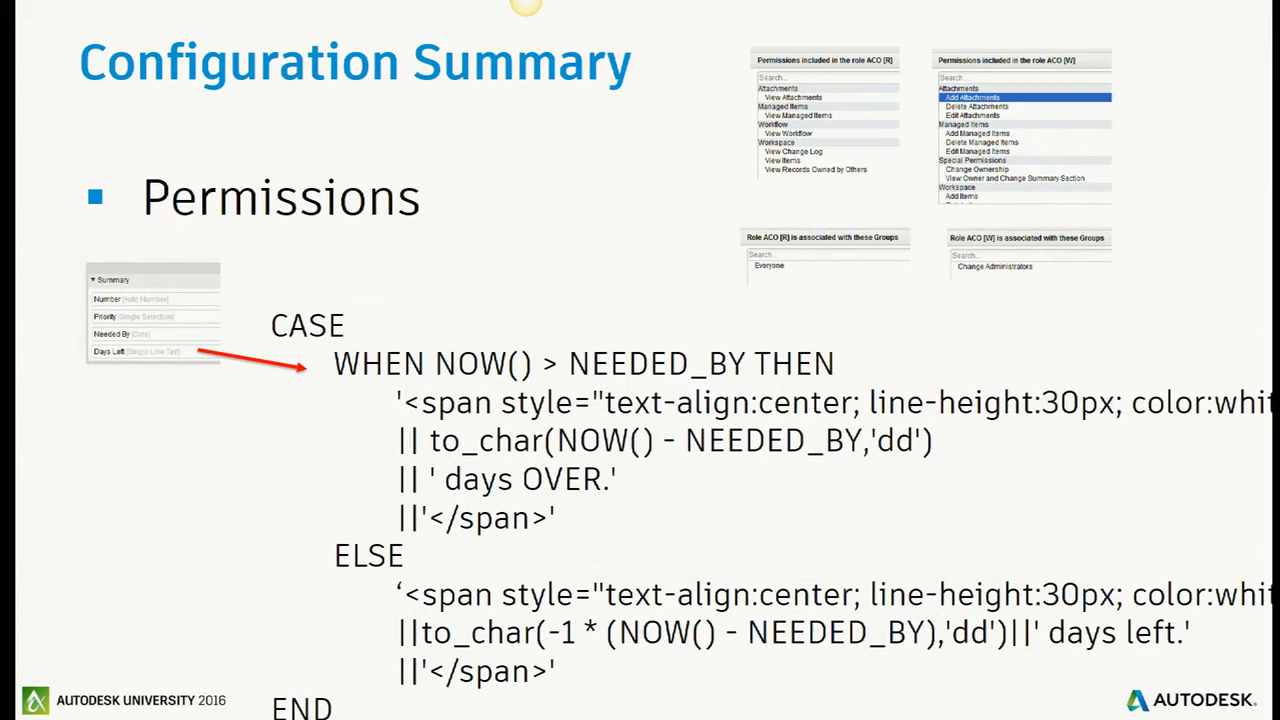 Configuration Summary
Permissions
Permissions included in the role ACO [R]
Search...
Attachments
View Attachments
Managed Items
View Managed Items
Workflow
View Workflow
Workspace
View Change Log
View Items
View Records Owned by Others
Permissions included in the role ACO [W]
Search...
Attachments
Add Attachments
Delete Attachments
Edit Attachments
Managed Items
Add Managed Items
Delete Managed Items
Edit Managed Items
Special Permissions
Change Ownership
View Owner and Change Summary Section
Workspace
Add Items
Role ACO [R] is associated with these Groups
Search...
Everyone
Role ACO [W] is associated with these Groups
Search...
Change Administrators
Summary
Number [Auto Number]
Priority [Single Selection]
Needed By [Date]
Days Left [Single Line Text]
CASE
WHEN NOW() > NEEDED_BY THEN
'<span style="text-align:center; line-height:30px; color:whit
|| to_char(NOW() - NEEDED_BY,'dd')
|| ' days OVER.'
||'</span>'
ELSE
‘<span style="text-align:center; line-height:30px; color:whit
||to_char(-1 * (NOW() - NEEDED_BY),'dd')||' days left.'
||'</span>'
END
AUTODESK UNIVERSITY 2016
AUTODESK.